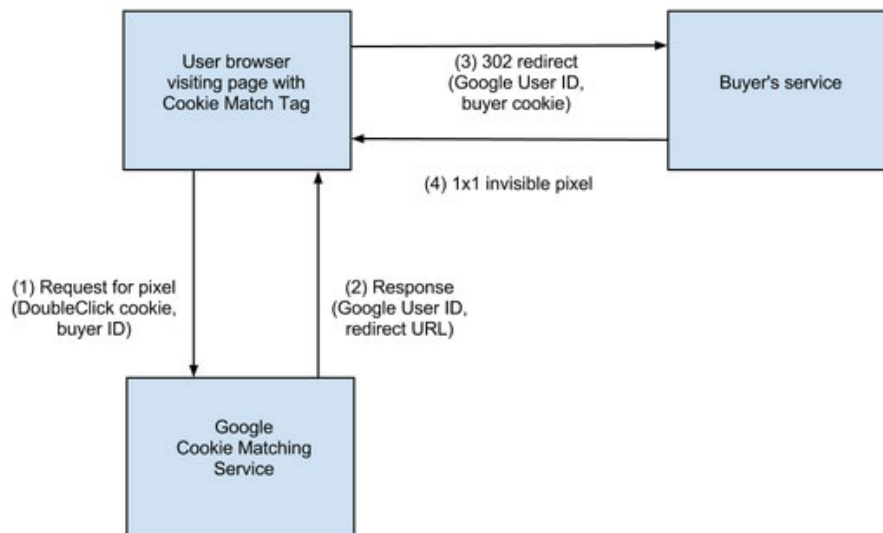 User browser
visiting page with
Cookie Match Tag
(3) 302 redirect
(Google User ID,
buyer cookie)
Buyer's service
(4) 1x1 invisible pixel
(1) Request for pixel
(DoubleClick cookie,
buyer ID)
(2) Response
(Google User ID,
redirect URL)
Google
Cookie Matching
Service